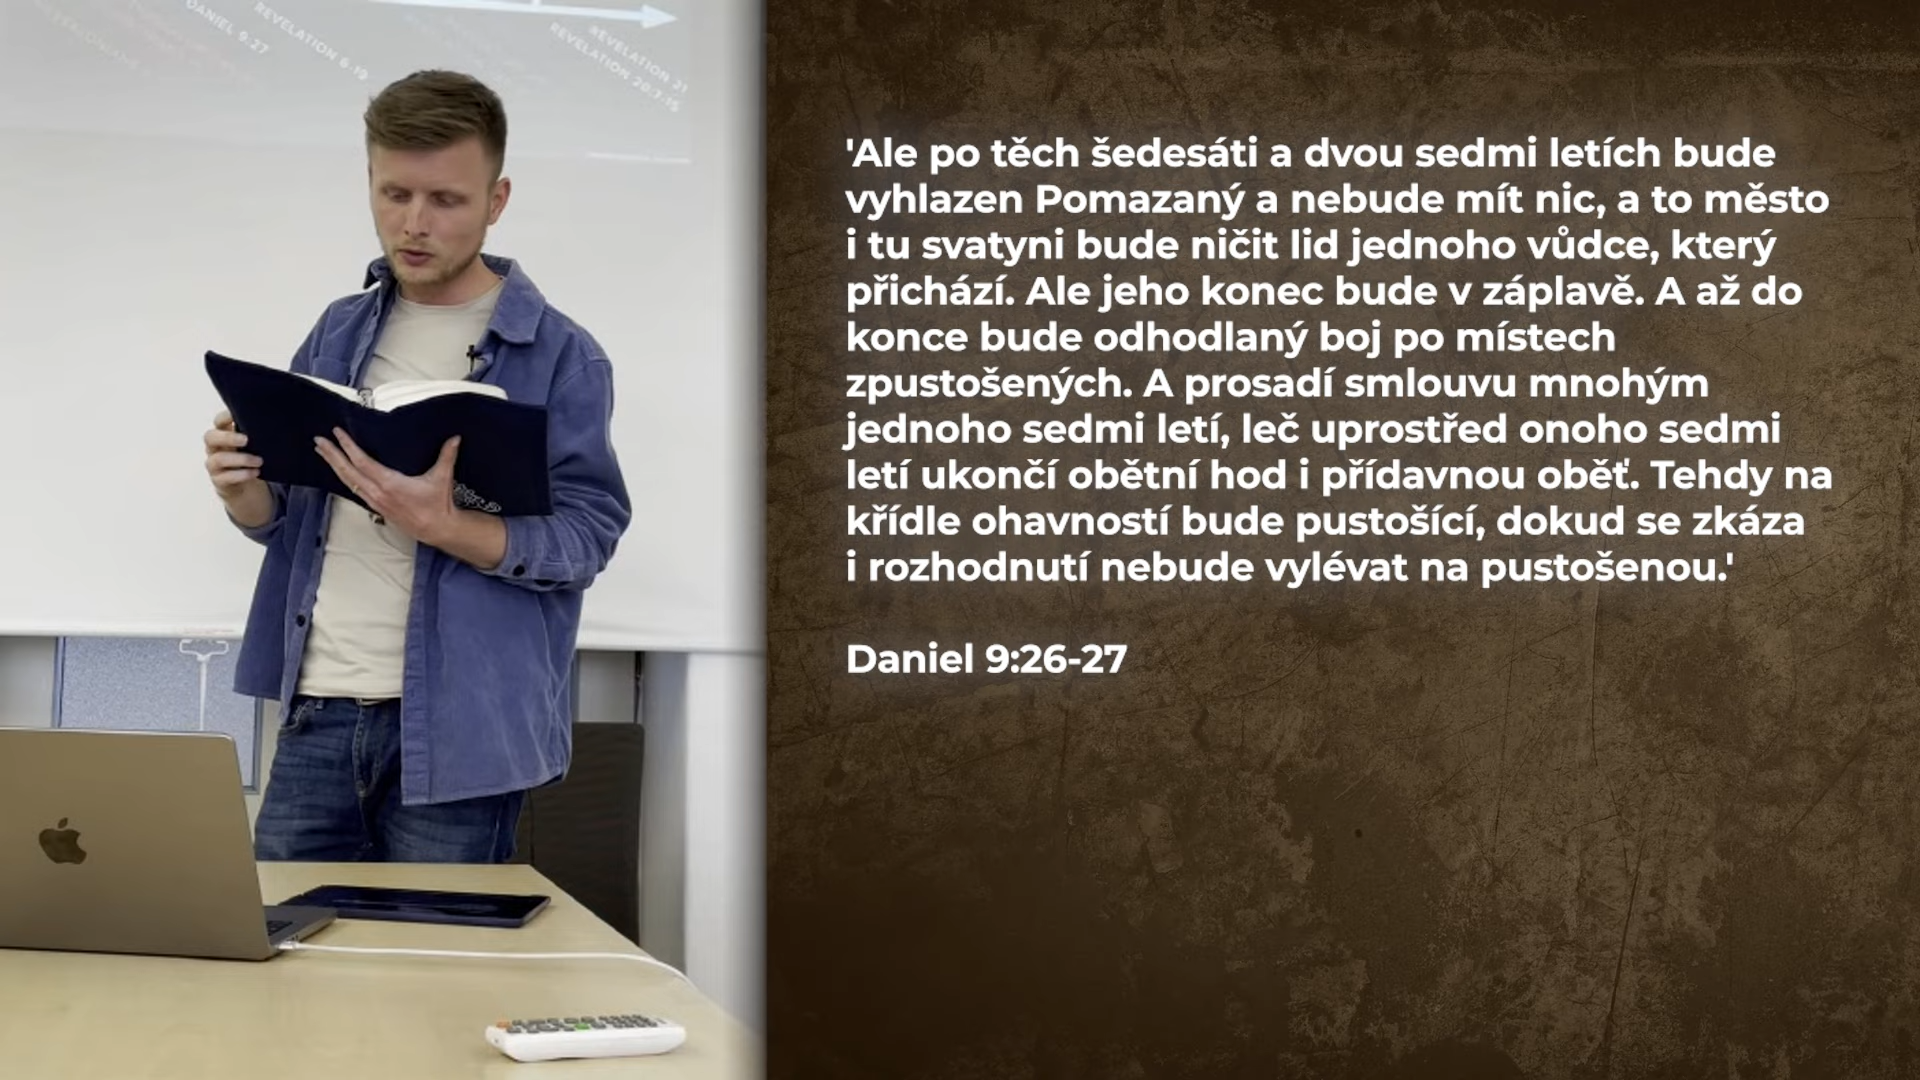 DANIEL 9:27
REVELATION 6-19
REVELATION 21
REVELATION 20:7-15
'Ale po těch šedesáti a dvou sedmi letích bude
vyhlazen Pomazaný a nebude mít nic, a to město
i tu svatyni bude ničit lid jednoho vůdce, který
přichází. Ale jeho konec bude v záplavě. A až do
konce bude odhodlaný boj po místech
zpustošených. A prosadí smlouvu mnohým
jednoho sedmi letí, leč uprostřed onoho sedmi
letí ukončí obětní hod i přídavnou oběť. Tehdy na
křídle ohavností bude pustošící, dokud se zkáza
i rozhodnutí nebude vylévat na pustošenou.'
Daniel 9:26-27